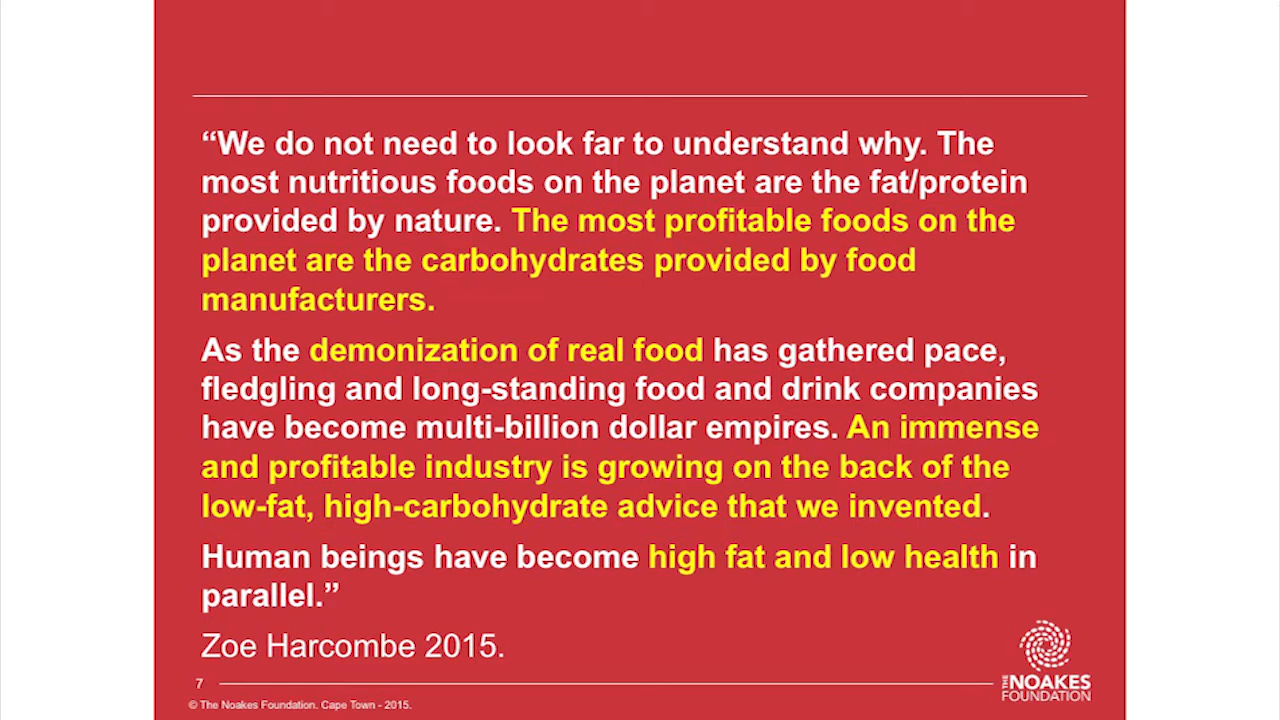 “We do not need to look far to understand why. The
most nutritious foods on the planet are the fat/protein
provided by nature. The most profitable foods on the
planet are the carbohydrates provided by food
manufacturers.
As the demonization of real food has gathered pace,
fledgling and long-standing food and drink companies
have become multi-billion dollar empires. An immense
and profitable industry is growing on the back of the
low-fat, high-carbohydrate advice that we invented.
Human beings have become high fat and low health in
parallel.”
Zoe Harcombe 2015.
7
THE NOAKES
FOUNDATION
© The Noakes Foundation. Cape Town - 2015.